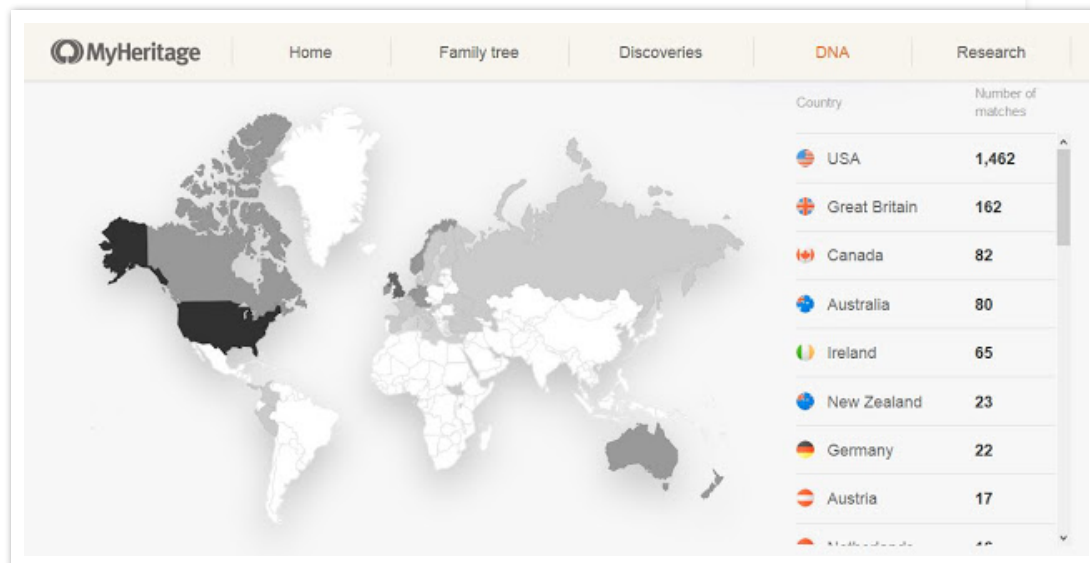 MyHeritage Home Family tree Discoveries DNA Research
Country Number of
matches
USA 1,462
Great Britain 162
Canada 82
Australia 80
Ireland 65
New Zealand 23
Germany 22
Austria 17